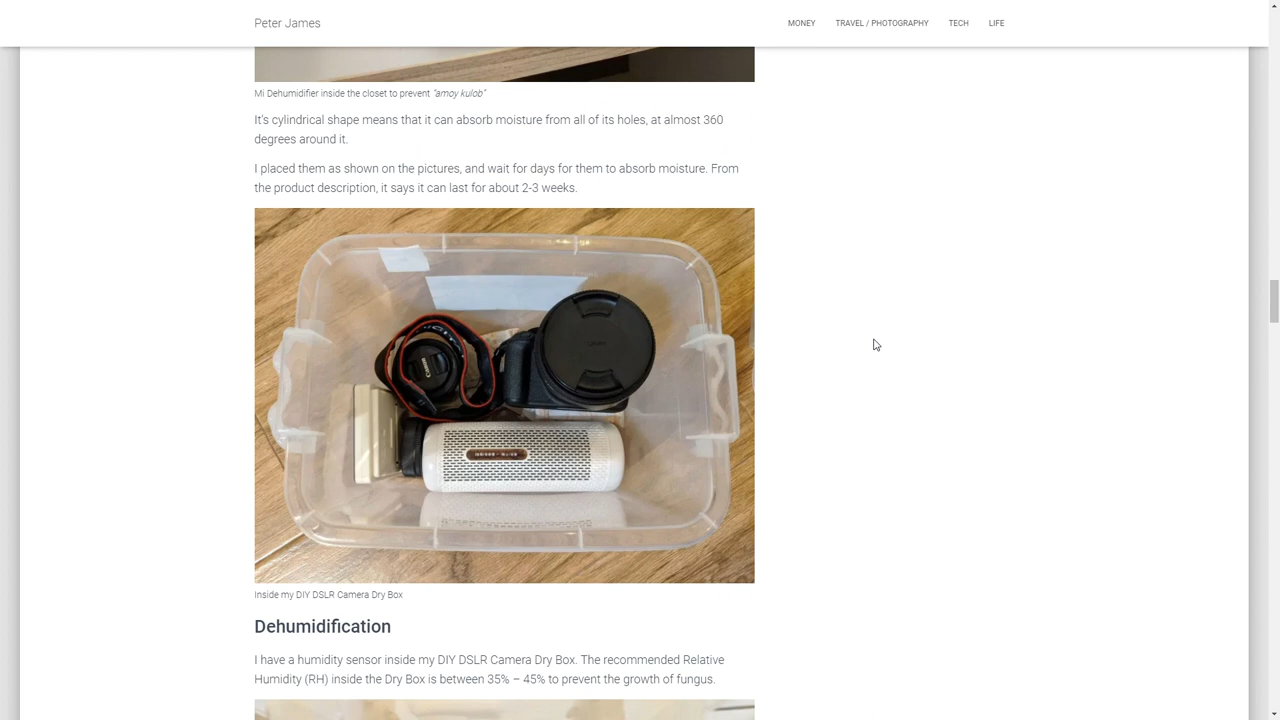 Peter James
MONEY
TRAVEL / PHOTOGRAPHY
TECH
LIFE
Mi Dehumidifier inside the closet to prevent "amoy kulob"
It's cylindrical shape means that it can absorb moisture from all of its holes, at almost 360
degrees around it.
I placed them as shown on the pictures, and wait for days for them to absorb moisture. From
the product description, it says it can last for about 2-3 weeks.
Canon
Inside my DIY DSLR Camera Dry Box
Dehumidification
I have a humidity sensor inside my DIY DSLR Camera Dry Box. The recommended Relative
Humidity (RH) inside the Dry Box is between 35% – 45% to prevent the growth of fungus.